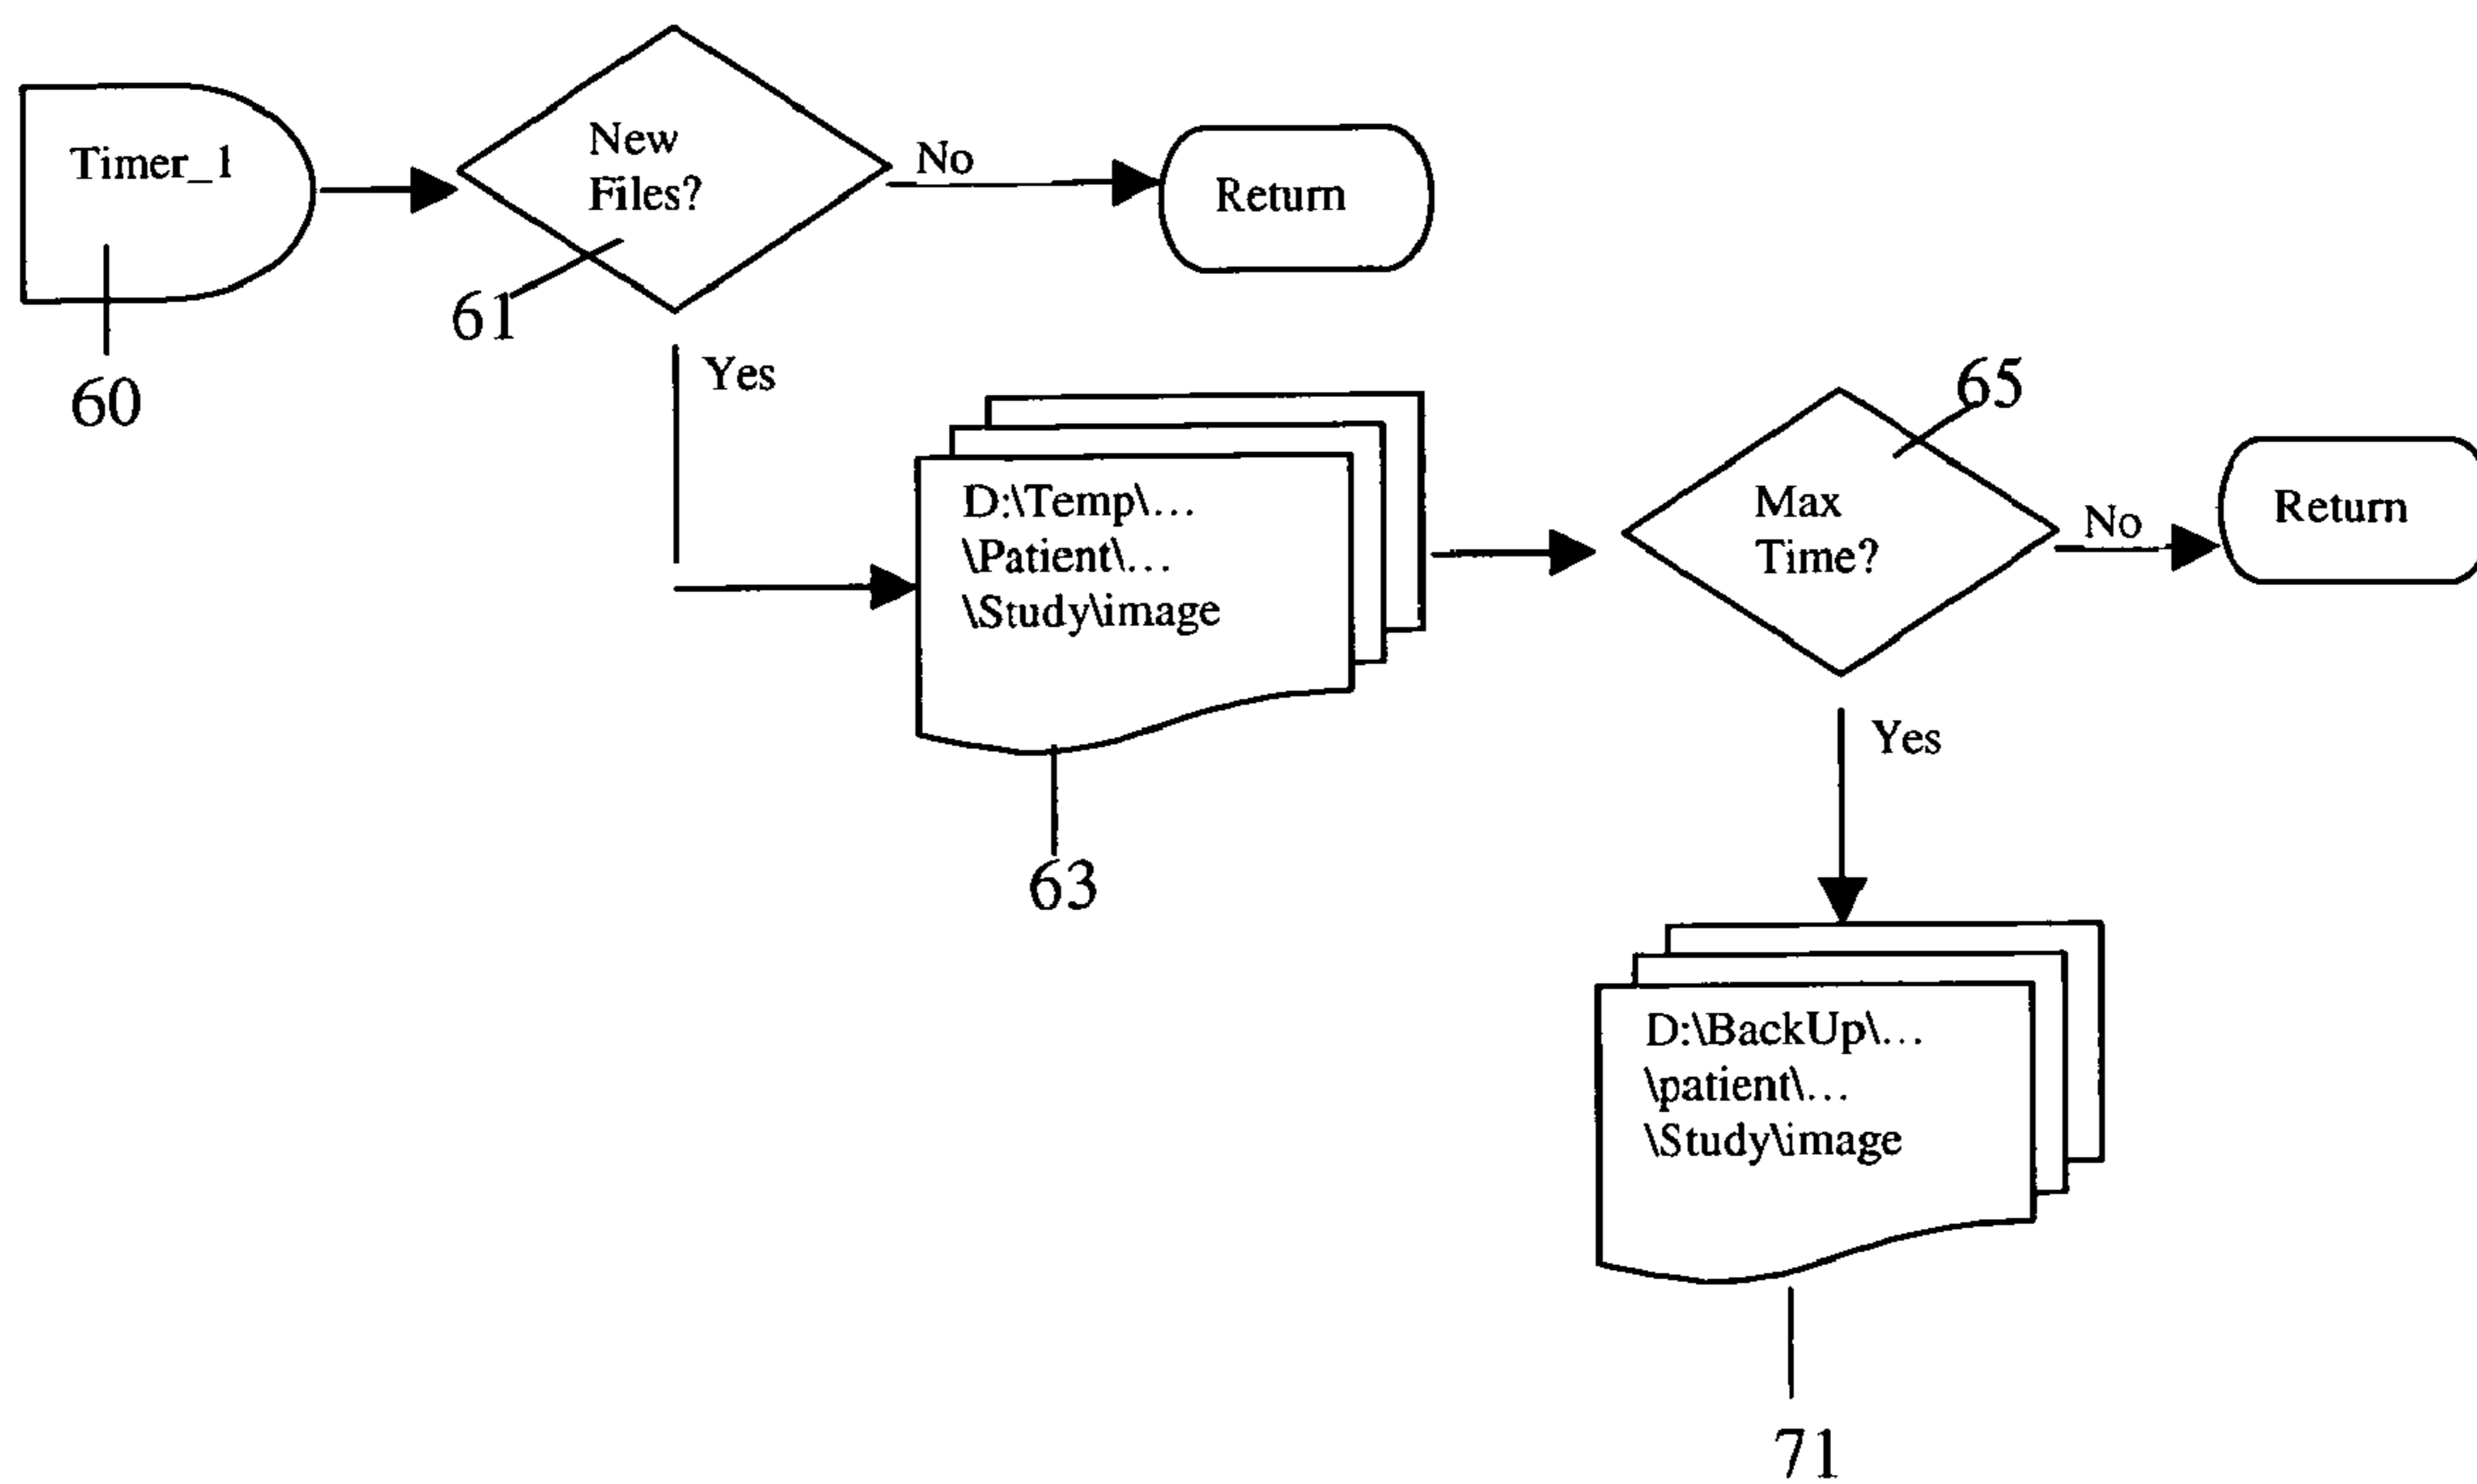 Timer_1
60
New
Files?
61
No
Return
Yes
D:\Temp\...
\Patient\...
\Study\image
63
65
Max
Time?
No
Return
Yes
D:\BackUp\...
\patient\...
\Study\image
71